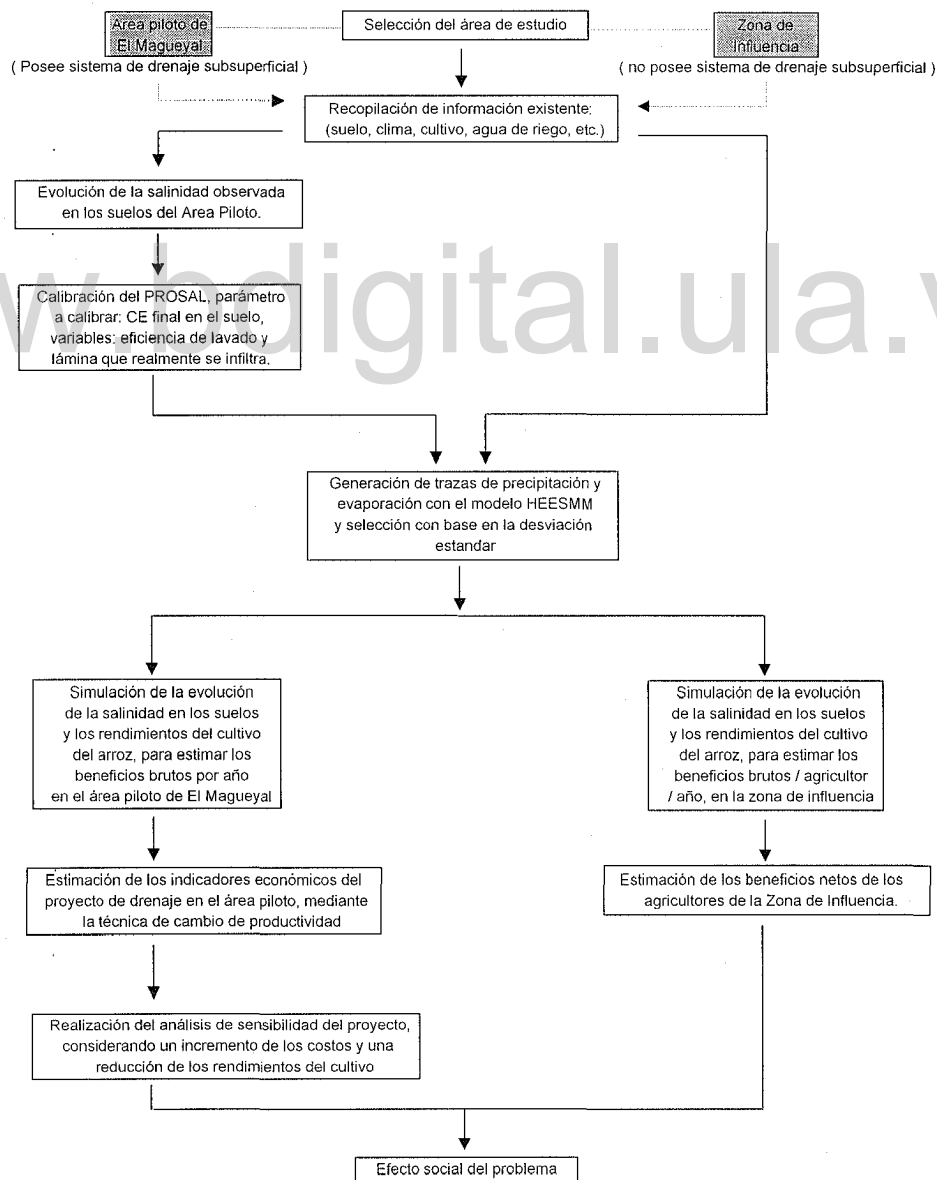 Area piloto de
El Magueyal
( Posee sistema de drenaje subsuperficial )
Selección del área de estudio
Zona de
Influencia
( no posee sistema de drenaje subsuperficial )
Recopilación de información existente:
(suelo, clima, cultivo, agua de riego, etc.)
Evolución de la salinidad observada
en los suelos del Area Piloto.
w.bdigital.ula.v
Calibración del PROSAL, parámetro
a calibrar: CE final en el suelo,
variables: eficiencia de lavado y
lámina que realmente se infiltra.
Generación de trazas de precipitación y
evaporación con el modelo HEESMM
y selección con base en la desviación
estandar
Simulación de la evolución
de la salinidad en los suelos
y los rendimientos del cultivo
del arroz, para estimar los
beneficios brutos por año
en el área piloto de El Magueyal
Simulación de la evolución
de la salinidad en los suelos
y los rendimientos del cultivo
del arroz, para estimar los
beneficios brutos / agricultor
/ año, en la zona de influencia
Estimación de los indicadores económicos del
proyecto de drenaje en el área piloto, mediante
la técnica de cambio de productividad
Estimación de los beneficios netos de los
agricultores de la Zona de Influencia.
Realización del análisis de sensibilidad del proyecto,
considerando un incremento de los costos y una
reducción de los rendimientos del cultivo
Efecto social del problema